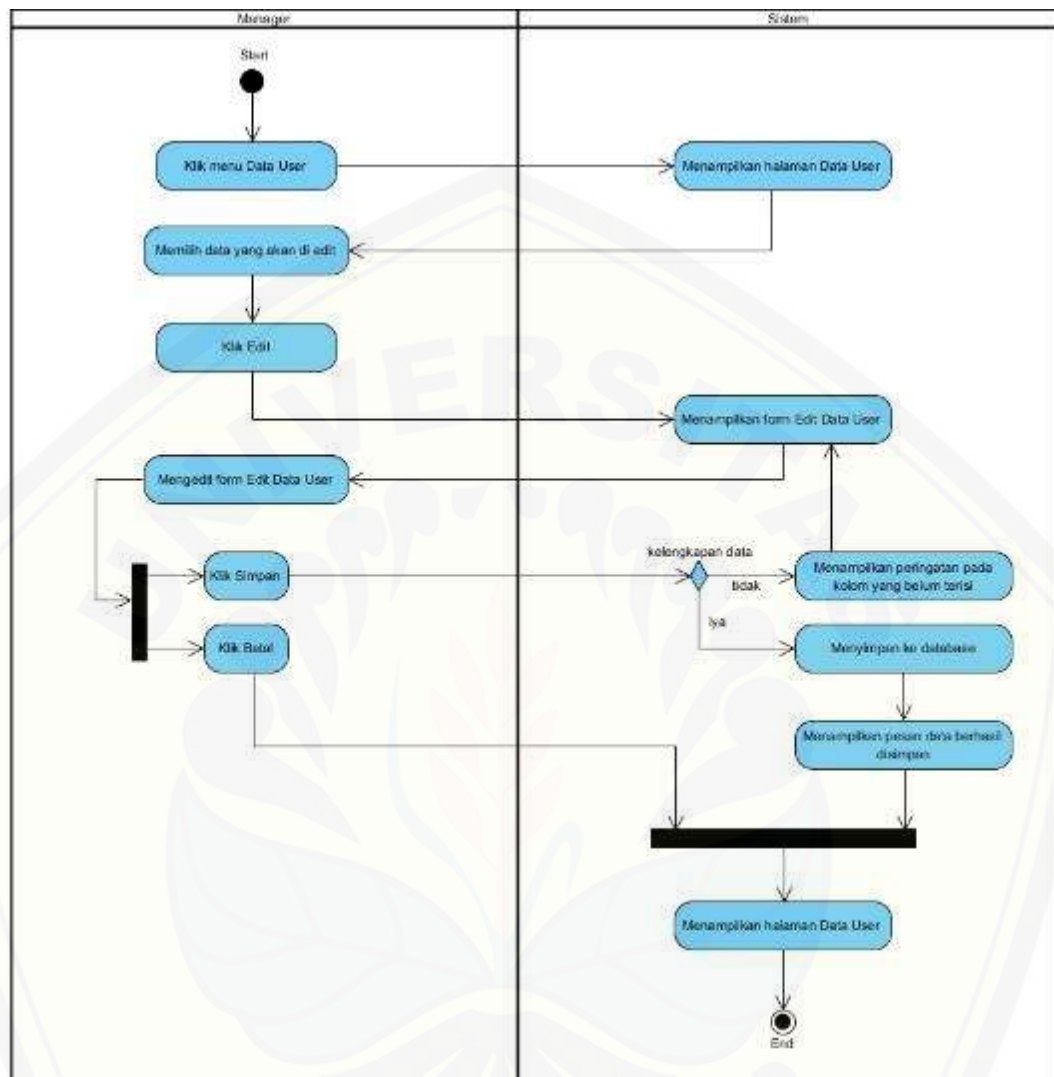 Manager
Sistem
Start
Klik menu Data User
Menampilkan halaman Data User
Memilih data yang akan di edit
Klik Edit
Menampilkan form Edit Data User
Mengedit form Edit Data User
kelengkapan data
Klik Simpan
tidak
Menampilkan peringatan pada
kolom yang belum terisi
Iya
Klik Batal
Menyimpan ke database
Menampilkan pesan data berhasil
disimpan
Menampilkan halaman Data User
End
UNIVERSITAS